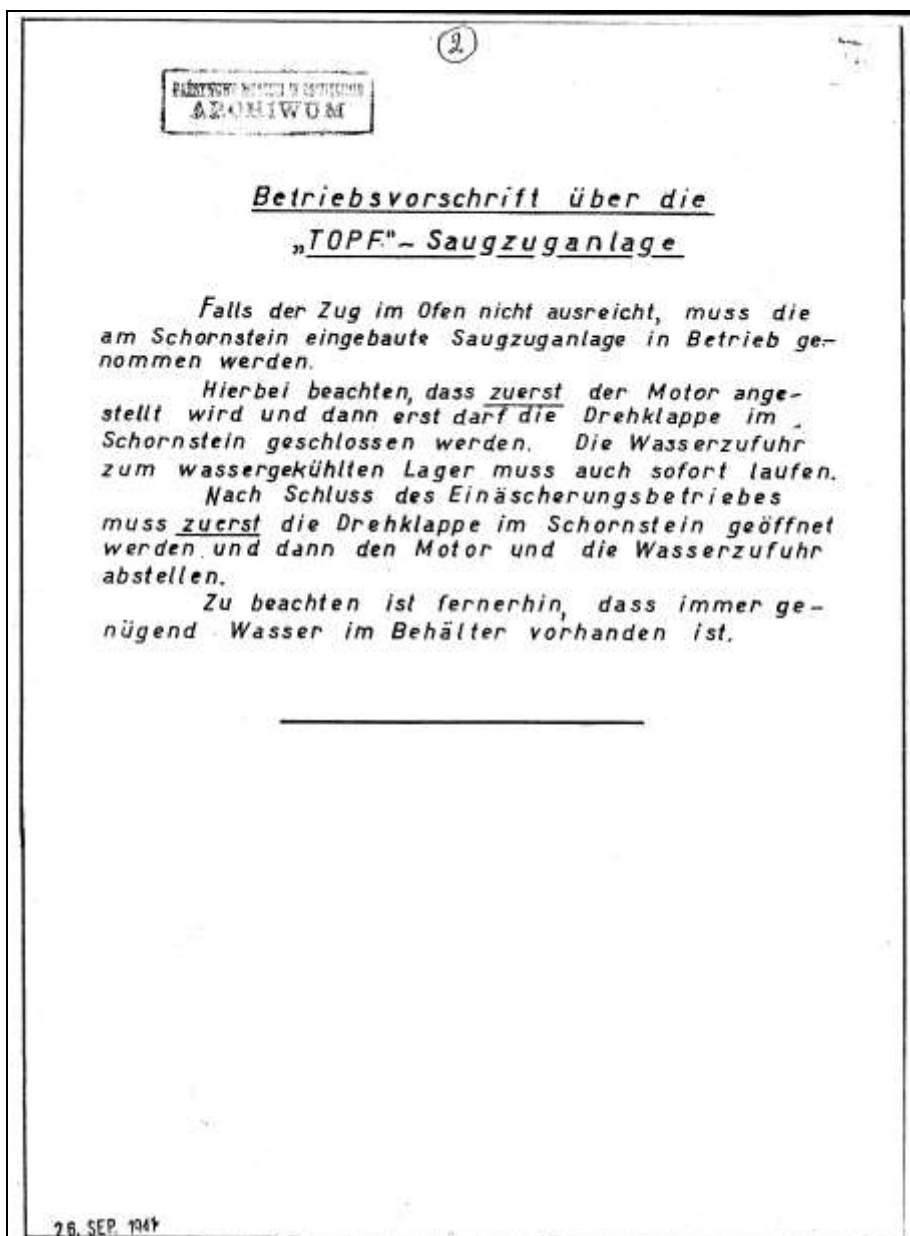 2
ARCHIWUM
Betriebsvorschrift über die
„TOPF"- Saugzuganlage
Falls der Zug im Ofen nicht ausreicht, muss die
am Schornstein eingebaute Saugzuganlage in Betrieb ge-
nommen werden.
Hierbei beachten, dass zuerst der Motor ange-
stellt wird und dann erst darf die Drehklappe im
Schornstein geschlossen werden. Die Wasserzufuhr
zum wassergekühlten Lager muss auch sofort laufen.
Nach Schluss des Einäscherungsbetriebes
muss zuerst die Drehklappe im Schornstein geöffnet
werden und dann den Motor und die Wasserzufuhr
abstellen.
Zu beachten ist fernerhin, dass immer ge-
nügend Wasser im Behälter vorhanden ist.
26. SEP. 1941